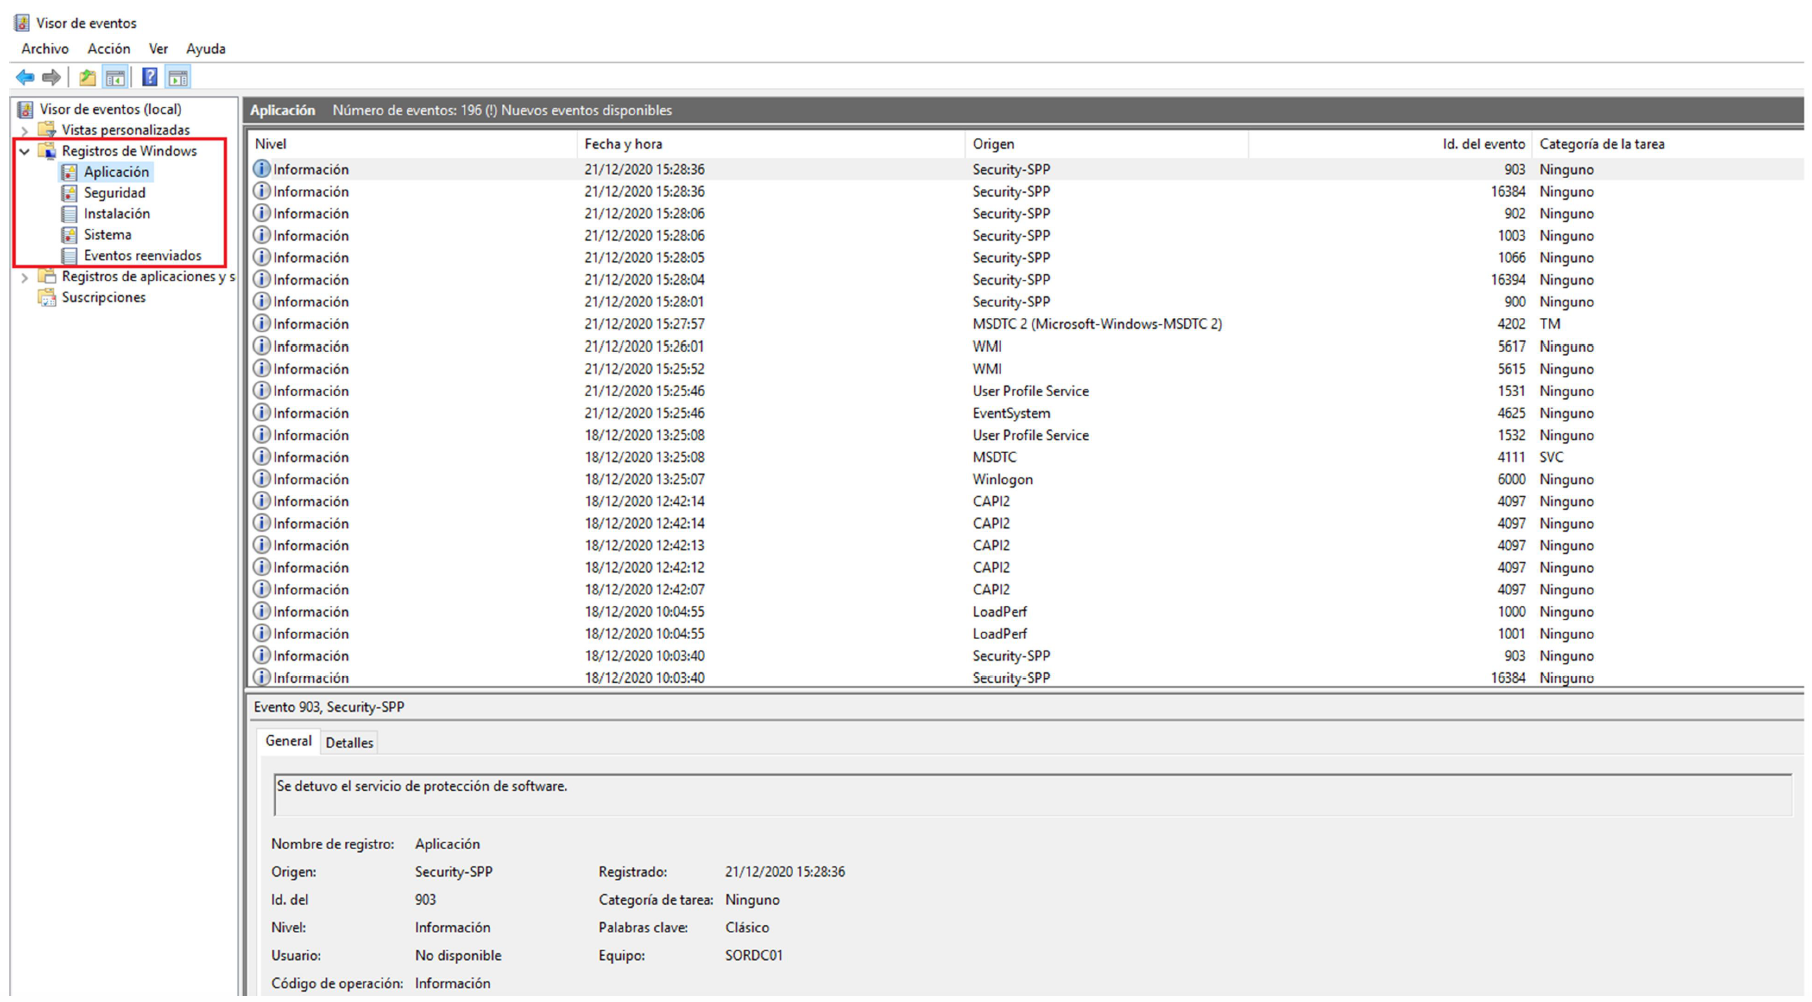 Visor de eventos
Archivo Acción Ver Ayuda
Visor de eventos (local)
Vistas personalizadas
Registros de Windows
Aplicación
Seguridad
Instalación
Sistema
Eventos reenviados
Registros de aplicaciones y s
Suscripciones
Aplicación Número de eventos: 196 (!) Nuevos eventos disponibles
Nivel Fecha y hora Origen Id. del evento Categoría de la tarea
Información 21/12/2020 15:28:36 Security-SPP 903 Ninguno
Información 21/12/2020 15:28:36 Security-SPP 16384 Ninguno
Información 21/12/2020 15:28:06 Security-SPP 902 Ninguno
Información 21/12/2020 15:28:06 Security-SPP 1003 Ninguno
Información 21/12/2020 15:28:05 Security-SPP 1066 Ninguno
Información 21/12/2020 15:28:04 Security-SPP 16394 Ninguno
Información 21/12/2020 15:28:01 Security-SPP 900 Ninguno
Información 21/12/2020 15:27:57 MSDTC 2 (Microsoft-Windows-MSDTC 2) 4202 TM
Información 21/12/2020 15:26:01 WMI 5617 Ninguno
Información 21/12/2020 15:25:52 WMI 5615 Ninguno
Información 21/12/2020 15:25:46 User Profile Service 1531 Ninguno
Información 21/12/2020 15:25:46 EventSystem 4625 Ninguno
Información 18/12/2020 13:25:08 User Profile Service 1532 Ninguno
Información 18/12/2020 13:25:08 MSDTC 4111 SVC
Información 18/12/2020 13:25:07 Winlogon 6000 Ninguno
Información 18/12/2020 12:42:14 CAPI2 4097 Ninguno
Información 18/12/2020 12:42:14 CAPI2 4097 Ninguno
Información 18/12/2020 12:42:13 CAPI2 4097 Ninguno
Información 18/12/2020 12:42:12 CAPI2 4097 Ninguno
Información 18/12/2020 12:42:07 CAPI2 4097 Ninguno
Información 18/12/2020 10:04:55 LoadPerf 1000 Ninguno
Información 18/12/2020 10:04:55 LoadPerf 1001 Ninguno
Información 18/12/2020 10:03:40 Security-SPP 903 Ninguno
Información 18/12/2020 10:03:40 Security-SPP 16384 Ninguno
Evento 903, Security-SPP
General Detalles
Se detuvo el servicio de protección de software.
Nombre de registro: Aplicación
Origen: Security-SPP Registrado: 21/12/2020 15:28:36
Id. del 903 Categoría de tarea: Ninguno
Nivel: Información Palabras clave: Clásico
Usuario: No disponible Equipo: SORDC01
Código de operación: Información